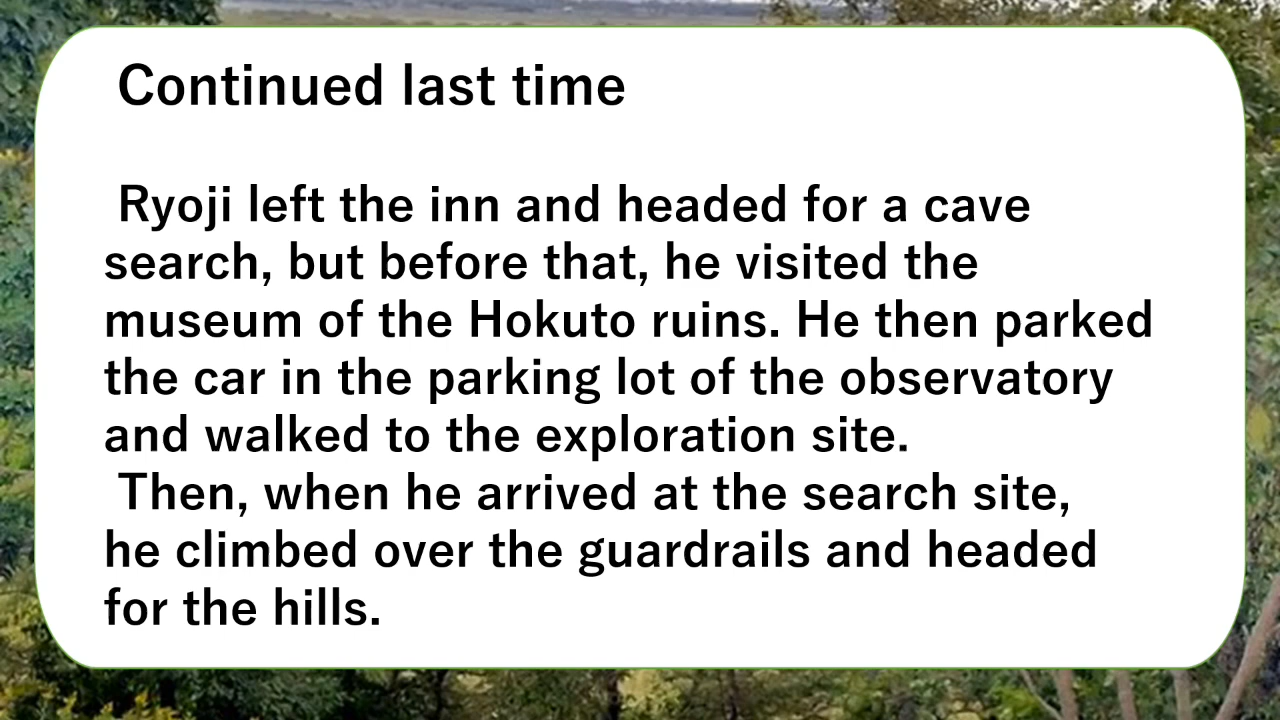 Continued last time
Ryoji left the inn and headed for a cave
search, but before that, he visited the
museum of the Hokuto ruins. He then parked
the car in the parking lot of the observatory
and walked to the exploration site.
Then, when he arrived at the search site,
he climbed over the guardrails and headed
for the hills.